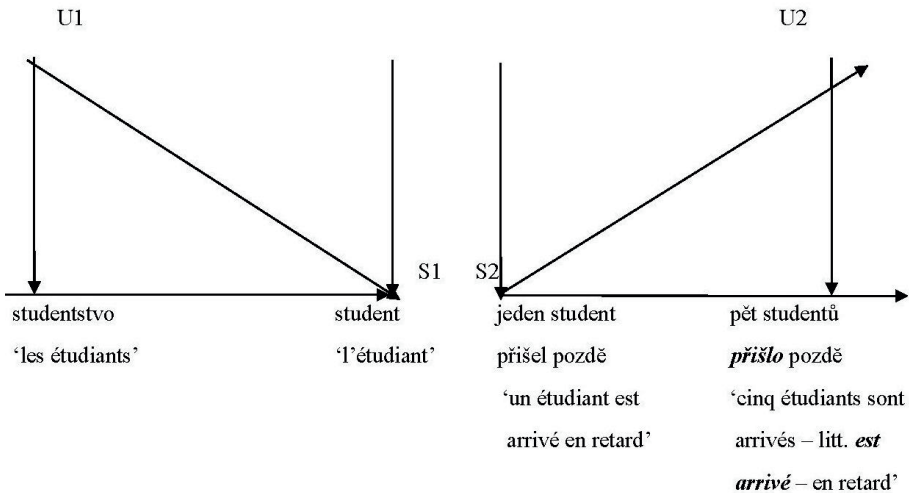 U1 U2
S1 S2
studentstvo student jeden student pět studentů
‘les étudiants’ ‘l’étudiant’ přišel pozdě přišlo pozdě
‘un étudiant est ‘cinq étudiants sont
arrivé en retard’ arrivés – litt. est
arrivé – en retard’